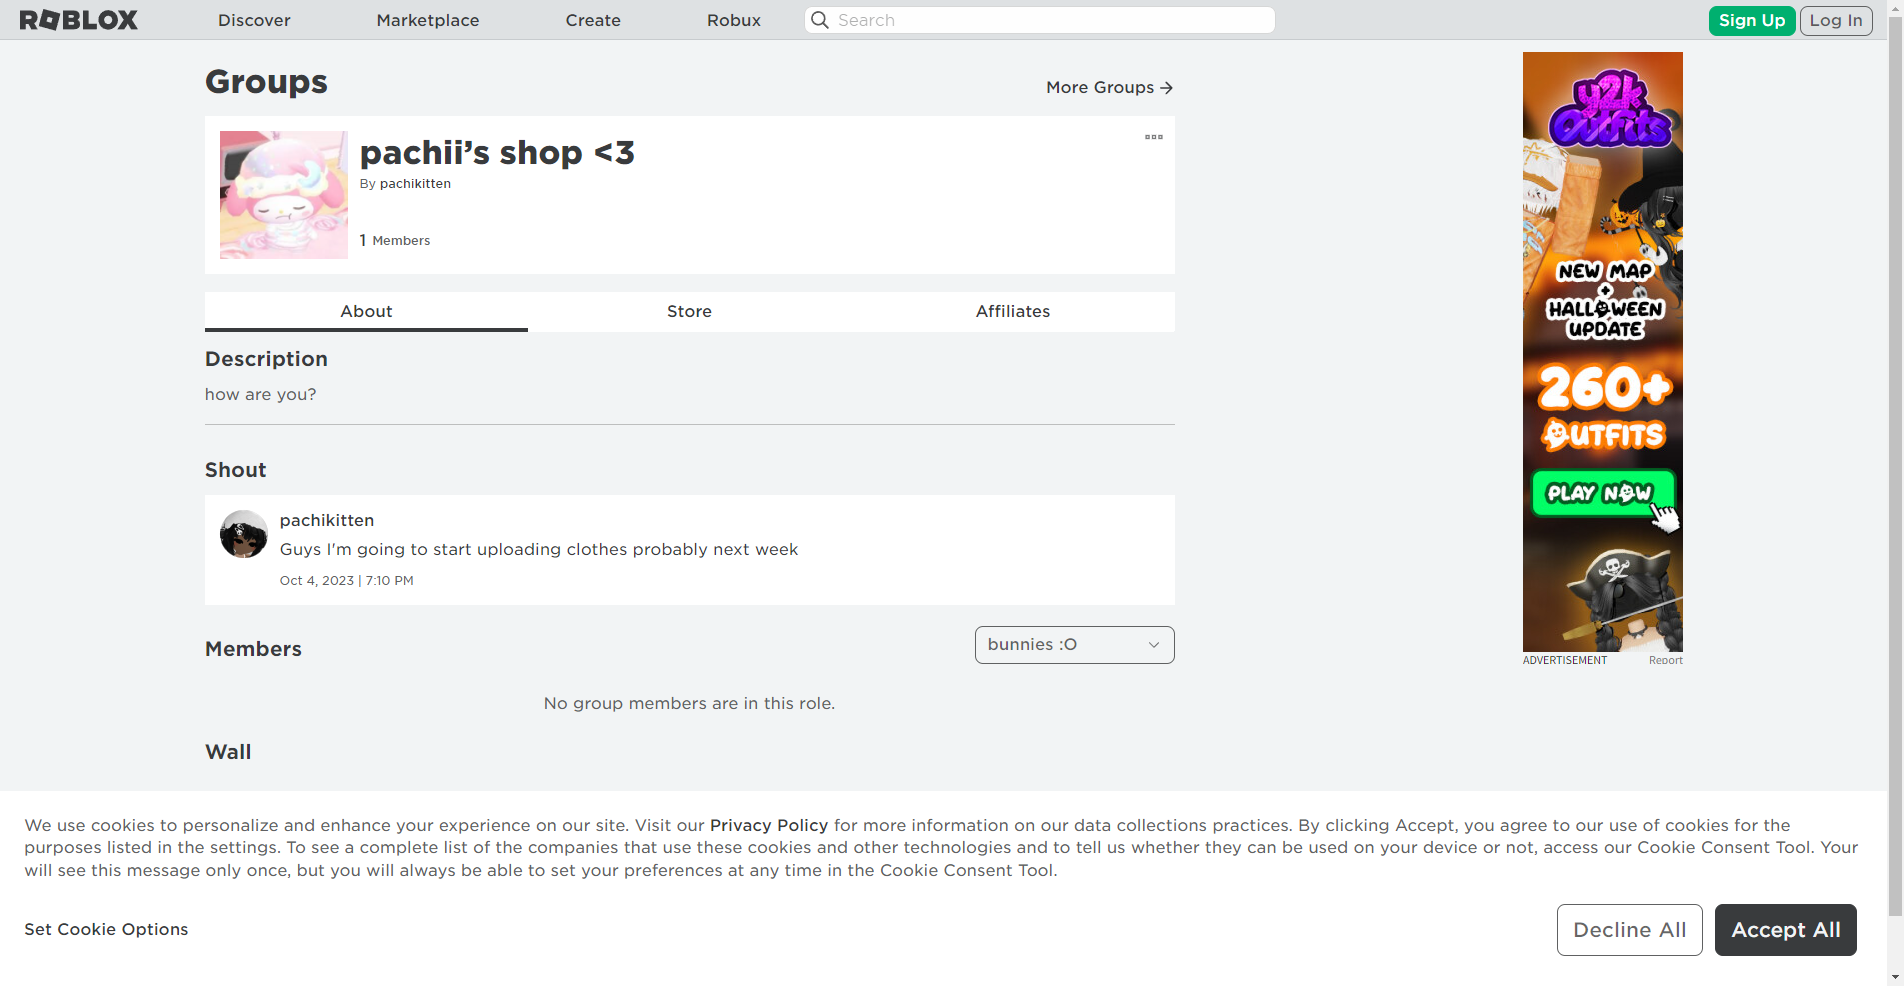 ROBLOX
Discover
Marketplace
Create
Robux
Search
Sign Up
Log In
Groups
More Groups
pachii’s shop <3
By pachikitten
1 Members
About
Store
Affiliates
Description
how are you?
Shout
pachikitten
Guys I'm going to start uploading clothes probably next week
Oct 4, 2023 | 7:10 PM
Members
bunnies :O
No group members are in this role.
Wall
y2k
Outfits
NEW MAP
+
HALLOWEEN
UPDATE
260+
OUTFITS
PLAY NOW
ADVERTISEMENT
Report
We use cookies to personalize and enhance your experience on our site. Visit our Privacy Policy for more information on our data collections practices. By clicking Accept, you agree to our use of cookies for the
purposes listed in the settings. To see a complete list of the companies that use these cookies and other technologies and to tell us whether they can be used on your device or not, access our Cookie Consent Tool. Your
will see this message only once, but you will always be able to set your preferences at any time in the Cookie Consent Tool.
Set Cookie Options
Decline All
Accept All